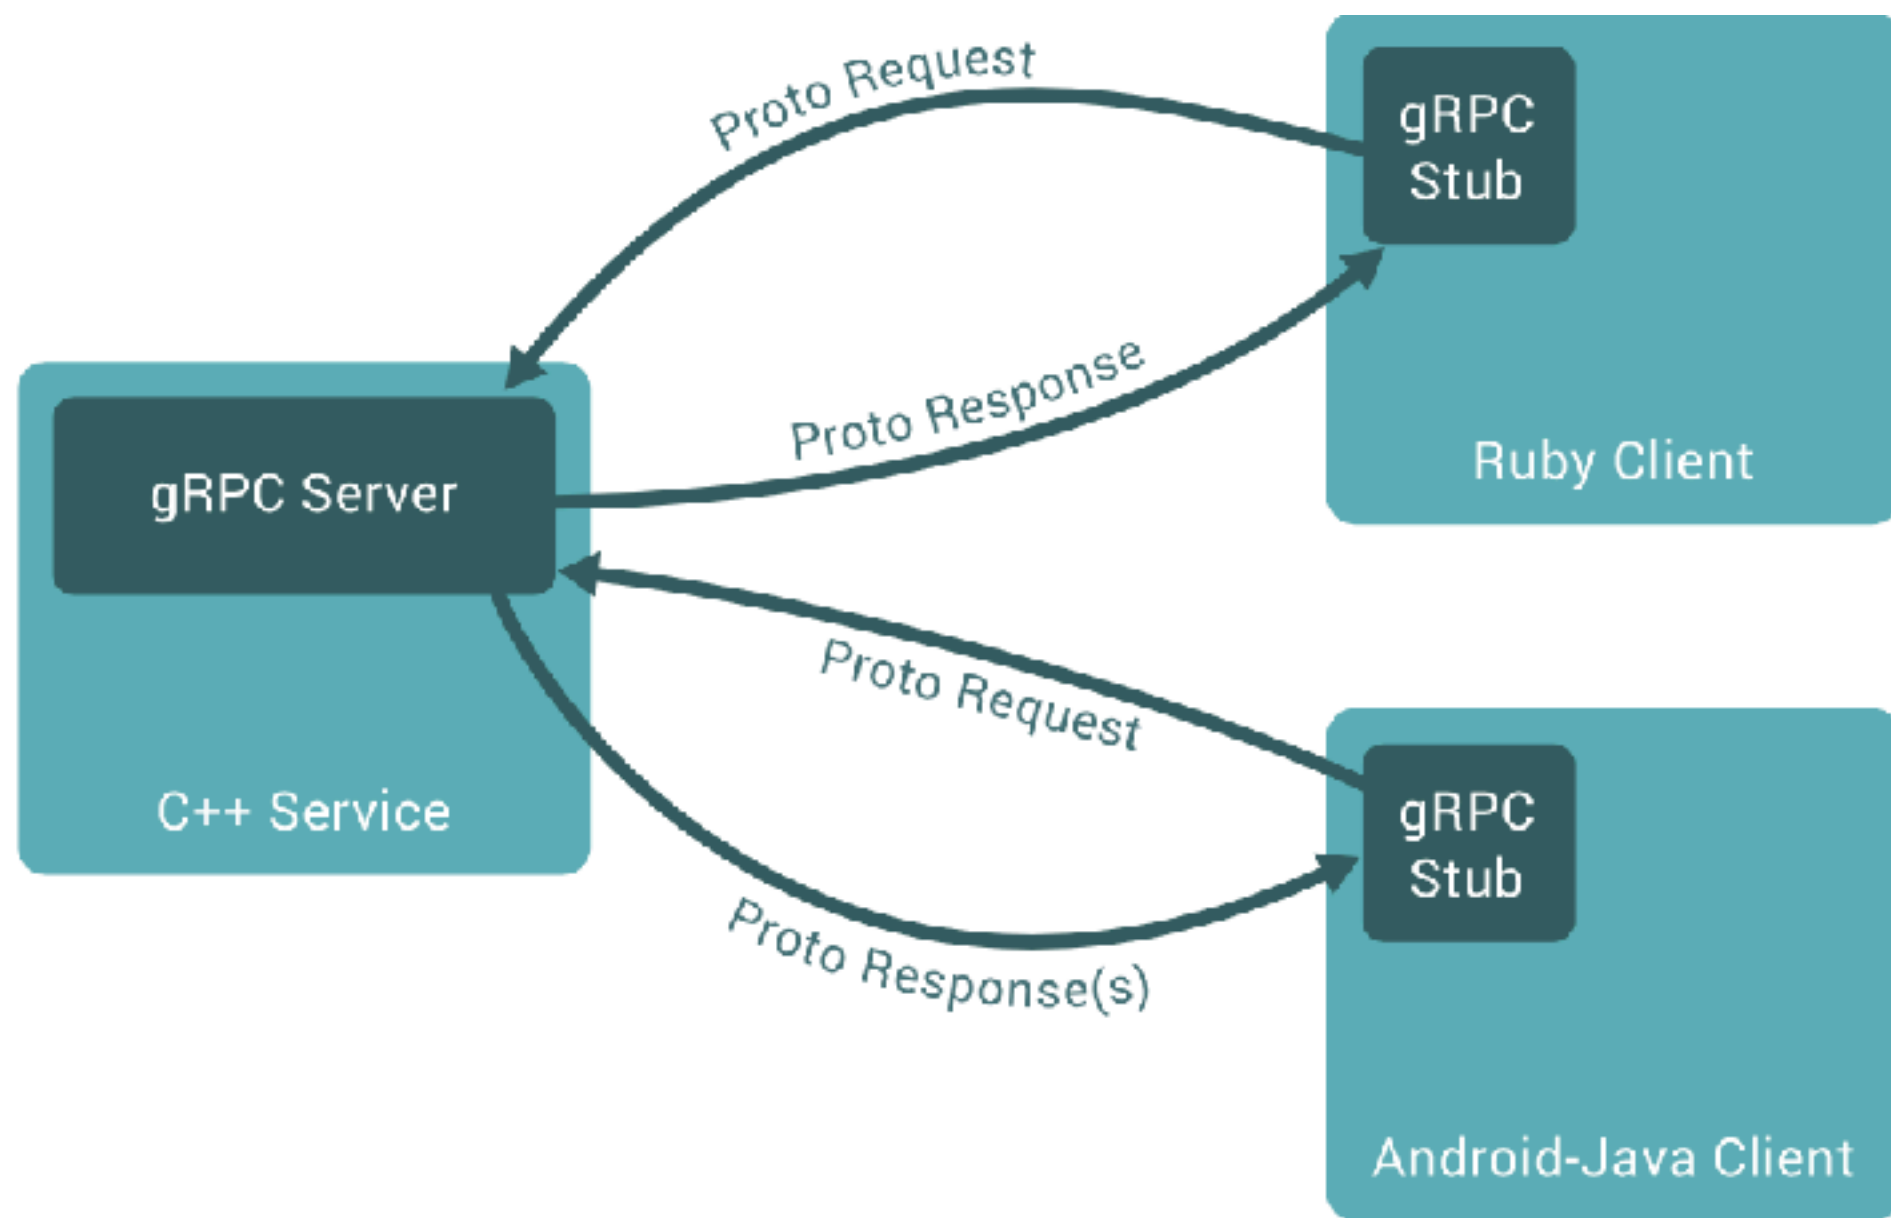 Proto Request
gRPC
Stub
Proto Response
Ruby Client
gRPC Server
C++ Service
Proto Request
gRPC
Stub
Proto Response(s)
Android-Java Client